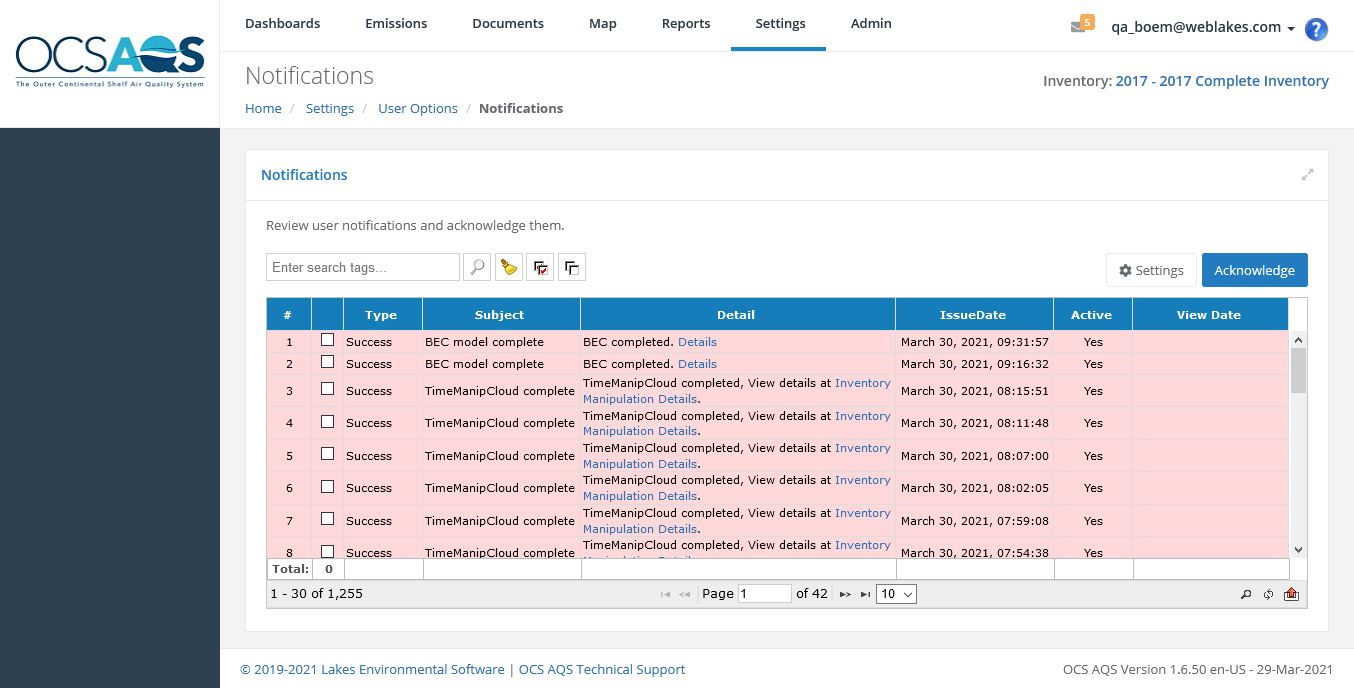 OCSAQS
The Outer Continental Shelf Air Quality System
Dashboards Emissions Documents Map Reports Settings Admin
5 qa_boem@weblakes.com ?
Notifications
Inventory: 2017 - 2017 Complete Inventory
Home / Settings / User Options / Notifications
Notifications
Review user notifications and acknowledge them.
Enter search tags... Settings Acknowledge
# Type Subject Detail IssueDate Active View Date
1 Success BEC model complete BEC completed. Details March 30, 2021, 09:31:57 Yes
2 Success BEC model complete BEC completed. Details March 30, 2021, 09:16:32 Yes
3 Success TimeManipCloud complete TimeManipCloud completed, View details at Inventory March 30, 2021, 08:15:51 Yes
Manipulation Details.
4 Success TimeManipCloud complete TimeManipCloud completed, View details at Inventory March 30, 2021, 08:11:48 Yes
Manipulation Details.
5 Success TimeManipCloud complete TimeManipCloud completed, View details at Inventory March 30, 2021, 08:07:00 Yes
Manipulation Details.
6 Success TimeManipCloud complete TimeManipCloud completed, View details at Inventory March 30, 2021, 08:02:05 Yes
Manipulation Details.
7 Success TimeManipCloud complete TimeManipCloud completed, View details at Inventory March 30, 2021, 07:59:08 Yes
Manipulation Details.
8 Success TimeManipCloud complete TimeManipCloud completed, View details at Inventory March 30, 2021, 07:54:38 Yes
Total: 0
1 - 30 of 1,255 Page 1 of 42 10
© 2019-2021 Lakes Environmental Software | OCS AQS Technical Support
OCS AQS Version 1.6.50 en-US - 29-Mar-2021